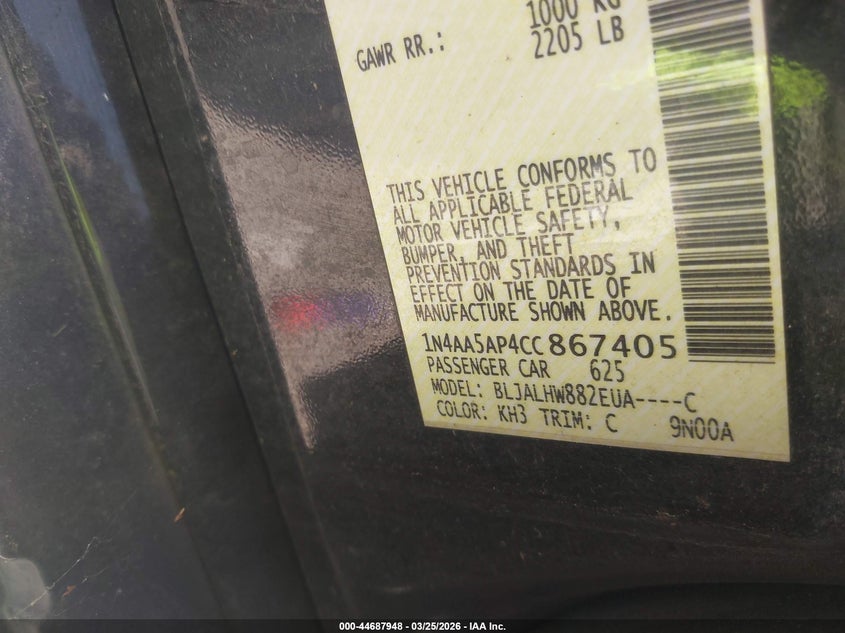 1000 KG
GAWR RR.: 2205 LB
THIS VEHICLE CONFORMS TO
ALL APPLICABLE FEDERAL
MOTOR VEHICLE SAFETY,
BUMPER, AND THEFT
PREVENTION STANDARDS IN
EFFECT ON THE DATE OF
MANUFACTURE SHOWN ABOVE.
1N4AA5AP4CC867405
PASSENGER CAR 625
MODEL: BLJALHW882EUA----C
COLOR: KH3 TRIM: C 9N00A
000-44687948 - 03/25/2026 - IAA Inc.